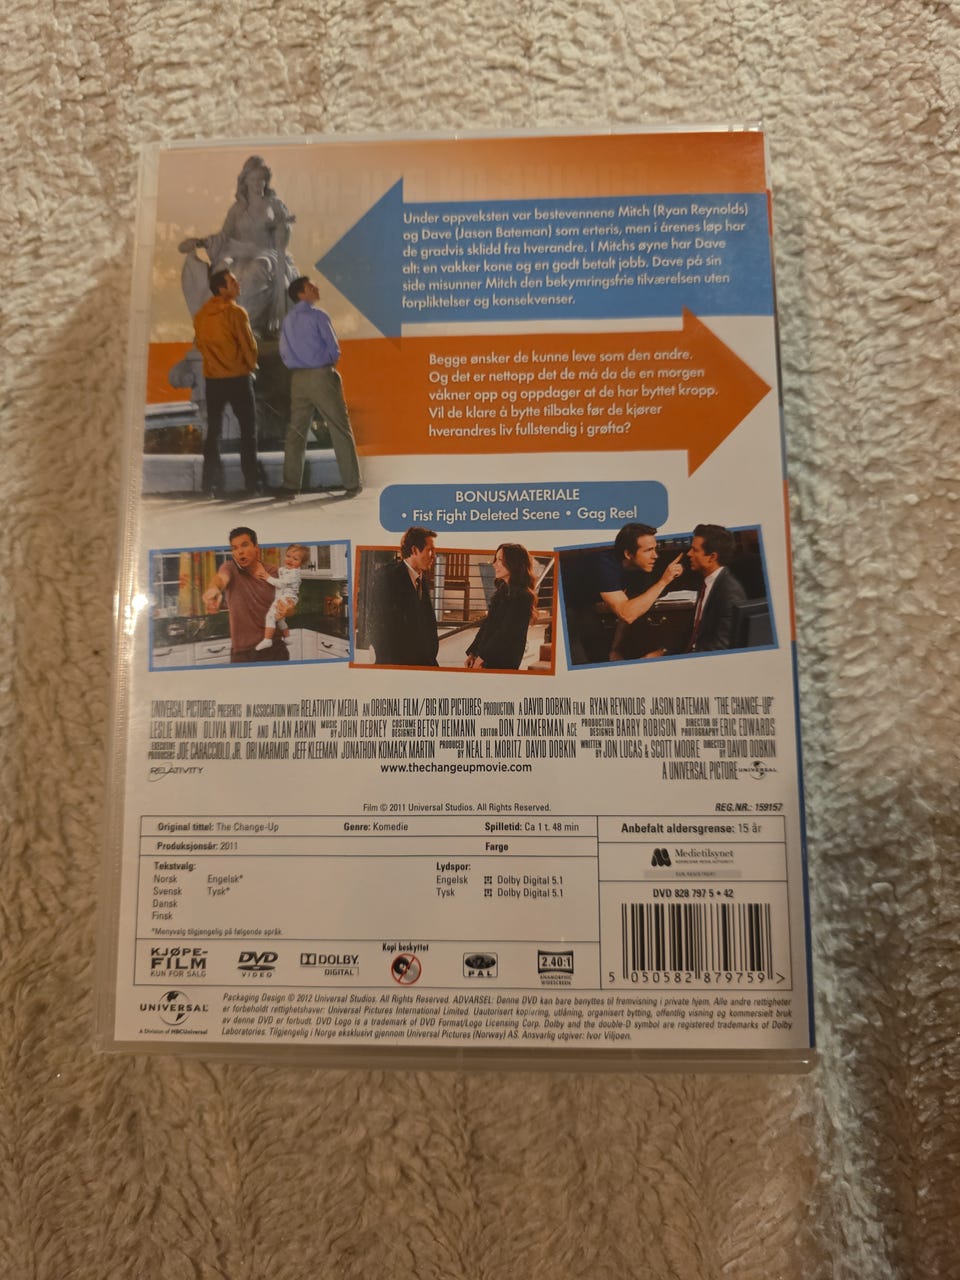 Under oppveksten var bestevennene Mitch (Ryan Reynolds)
og Dave (Jason Bateman) som erteris, men i årenes løp har
de gradvis sklidd fra hverandre. I Mitchs øyne har Dave
alt: en vakker kone og en godt betalt jobb. Dave på sin
side misunner Mitch den bekymringsfrie tilværelsen uten
forpliktelser og konsekvenser.
Begge ønsker de kunne leve som den andre.
Og det er nettopp det de må da de en morgen
våkner opp og oppdager at de har byttet kropp.
Vil de klare å bytte tilbake før de kjører
hverandres liv fullstendig i grøfta?
BONUSMATERIALE
• Fist Fight Deleted Scene • Gag Reel
UNIVERSAL PICTURES PRESENTS IN ASSOCIATION WITH RELATIVITY MEDIA AN ORIGINAL FILM/BIG KID PICTURES PRODUCTION A DAVID DOBKIN FILM RYAN REYNOLDS JASON BATEMAN "THE CHANGE-UP"
LESLIE MANN OLIVIA WILDE AND ALAN ARKIN MUSIC BY JOHN DEBNEY COSTUME DESIGNER BETSY HEIMANN EDITOR DON ZIMMERMAN ACE PRODUCTION DESIGNER BARRY ROBISON DIRECTOR OF PHOTOGRAPHY ERIC EDWARDS
EXECUTIVE PRODUCERS JOE CARACCIOLO, JR. ORI MARMUR JEFF KLEEMAN JONATHON KOMACK MARTIN PRODUCED BY NEAL H. MORITZ DAVID DOBKIN WRITTEN BY JON LUCAS & SCOTT MOORE DIRECTED BY DAVID DOBKIN
RELATIVITY www.thechangeupmovie.com A UNIVERSAL PICTURE UNIVERSAL
Film © 2011 Universal Studios. All Rights Reserved. REG.NR.: 159157
Original tittel: The Change-Up Genre: Komedie Spilletid: Ca 1 t. 48 min
Produksjonsår: 2011 Farge
Anbefalt aldersgrense: 15 år
Medietilsynet
NORWEGIAN MEDIA AUTHORITY
Tekstvalg: Lydspor:
Norsk Engelsk* Engelsk Dolby Digital 5.1
Svensk Tysk* Tysk Dolby Digital 5.1
Dansk
Finsk
*Menyvalg tilgjengelig på følgende språk.
DVD 828 797 5 • 42
5 050582 879759 >
KJØPE-
FILM
KUN FOR SALG
DVD
VIDEO
DOLBY
DIGITAL
Kopi beskyttet
PAL
2.40:1
ANAMORPHIC
WIDESCREEN
UNIVERSAL
A Division of NBCUniversal
Packaging Design © 2012 Universal Studios. All Rights Reserved. ADVARSEL: Denne DVD kan bare benyttes til fremvisning i private hjem. Alle andre rettigheter
er forbeholdt rettighetshaver: Universal Pictures International Limited. Uautorisert kopiering, utlåning, organisert bytting, offentlig visning og kommersielt bruk
av denne DVD er forbudt. DVD Logo is a trademark of DVD Format/Logo Licensing Corp. Dolby and the double-D symbol are registered trademarks of Dolby
Laboratories. Tilgjengelig i Norge eksklusivt gjennom Universal Pictures (Norway) AS. Ansvarlig utgiver: Ivor Viljoen.